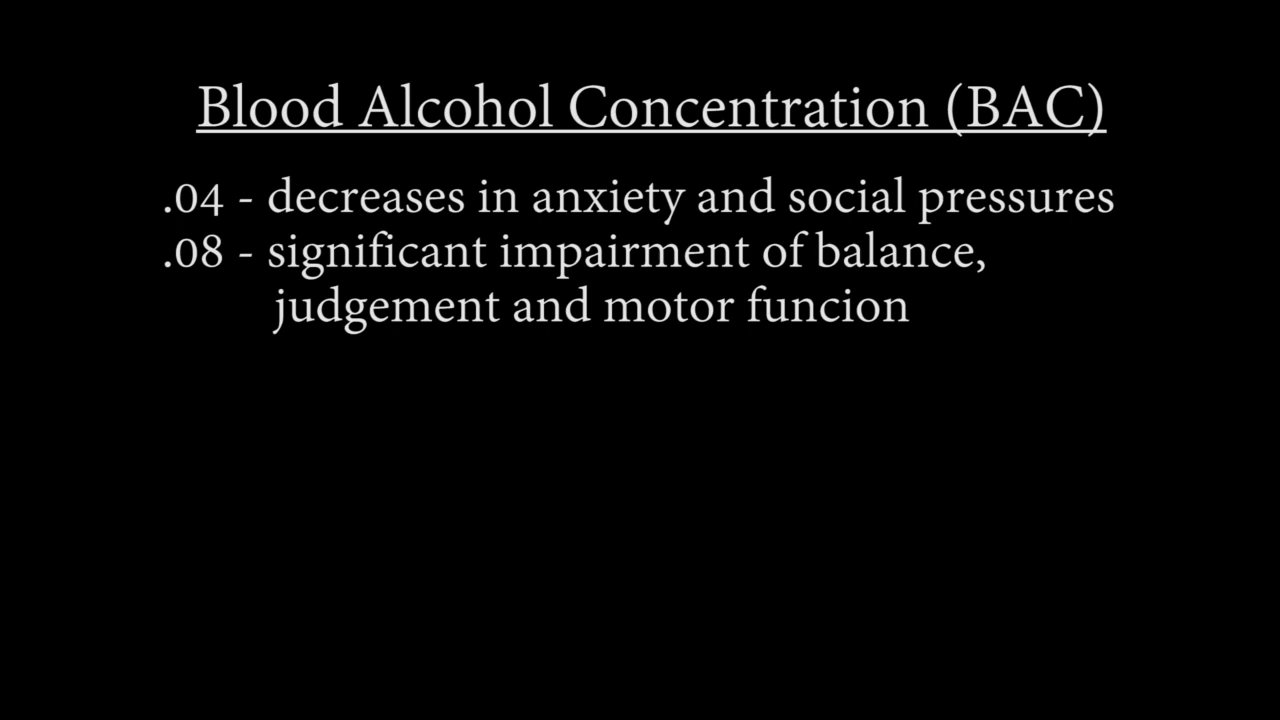 Blood Alcohol Concentration (BAC)
.04 - decreases in anxiety and social pressures
.08 - significant impairment of balance,
judgement and motor funcion